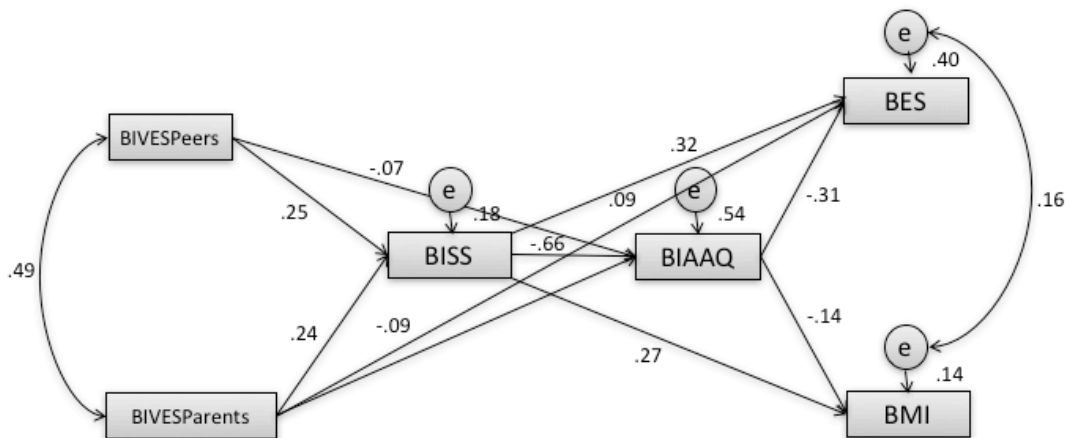 e
.40
BES
BIVESPeers
.32
-.07
e
e
.09
-.31
.18
.54
.25
.16
BISS
-.66
BIAAQ
.49
-.09
-.14
.24
e
.27
.14
BIVESParents
BMI